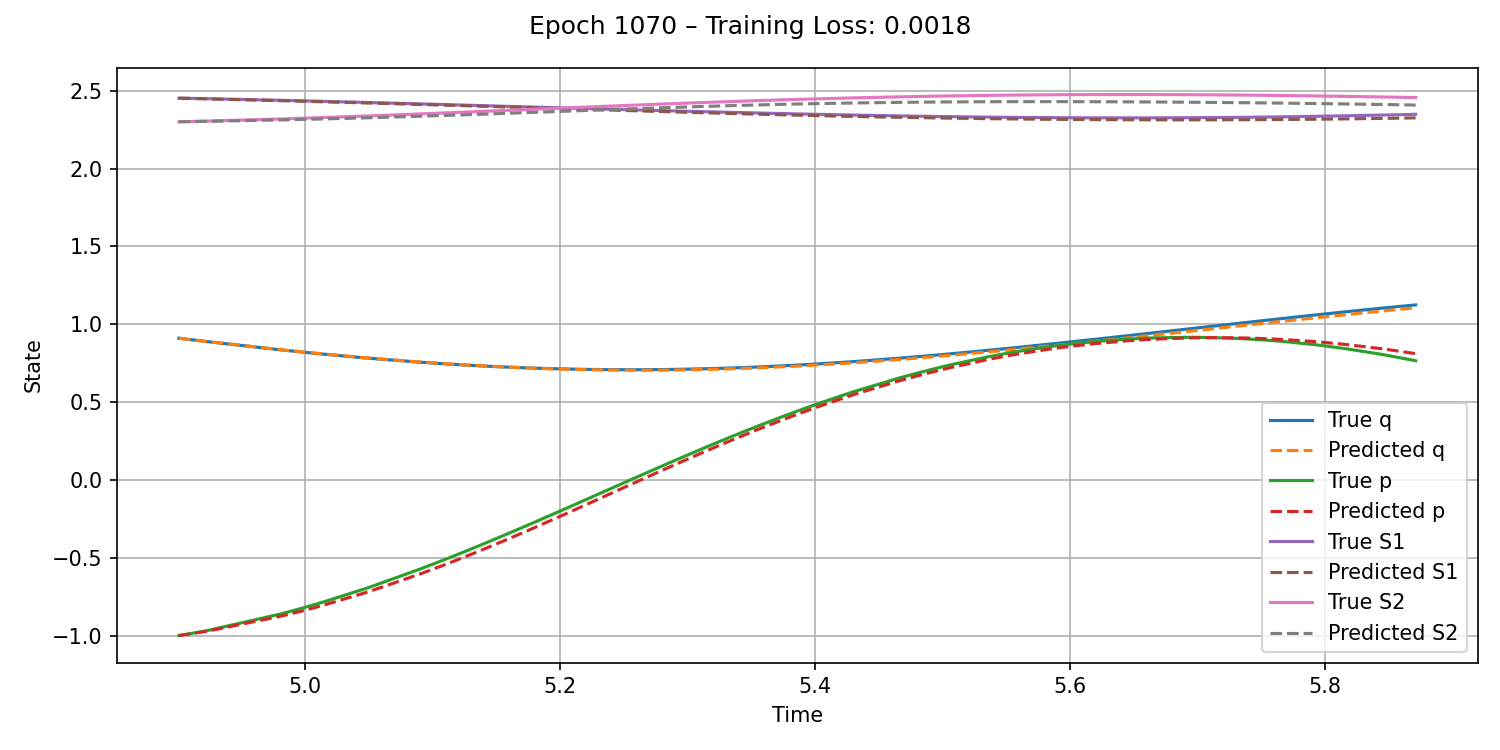 Epoch 1070 – Training Loss: 0.0018
State
2.5
2.0
1.5
1.0
0.5
0.0
−0.5
−1.0
5.0 5.2 5.4 5.6 5.8
Time
True q
Predicted q
True p
Predicted p
True S1
Predicted S1
True S2
Predicted S2